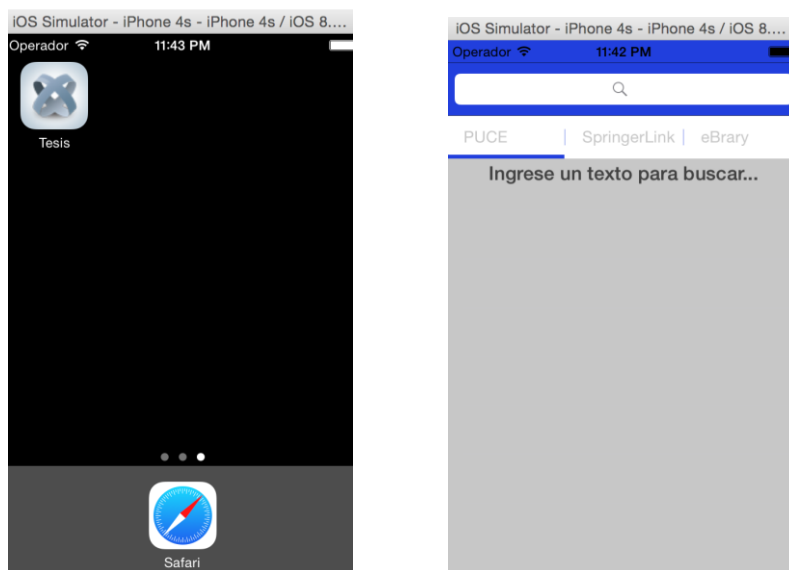 iOS Simulator - iPhone 4s - iPhone 4s / iOS 8....
Operador 11:43 PM
Tesis
Safari
iOS Simulator - iPhone 4s - iPhone 4s / iOS 8....
Operador 11:42 PM
PUCE | SpringerLink | eBrary
Ingrese un texto para buscar...